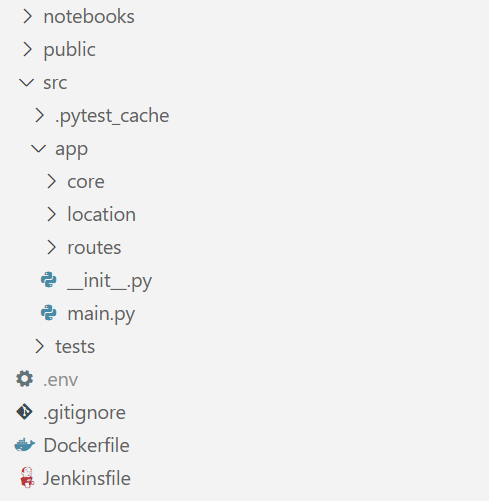 notebooks
public
src
.pytest_cache
app
core
location
routes
__init__.py
main.py
tests
.env
.gitignore
Dockerfile
Jenkinsfile